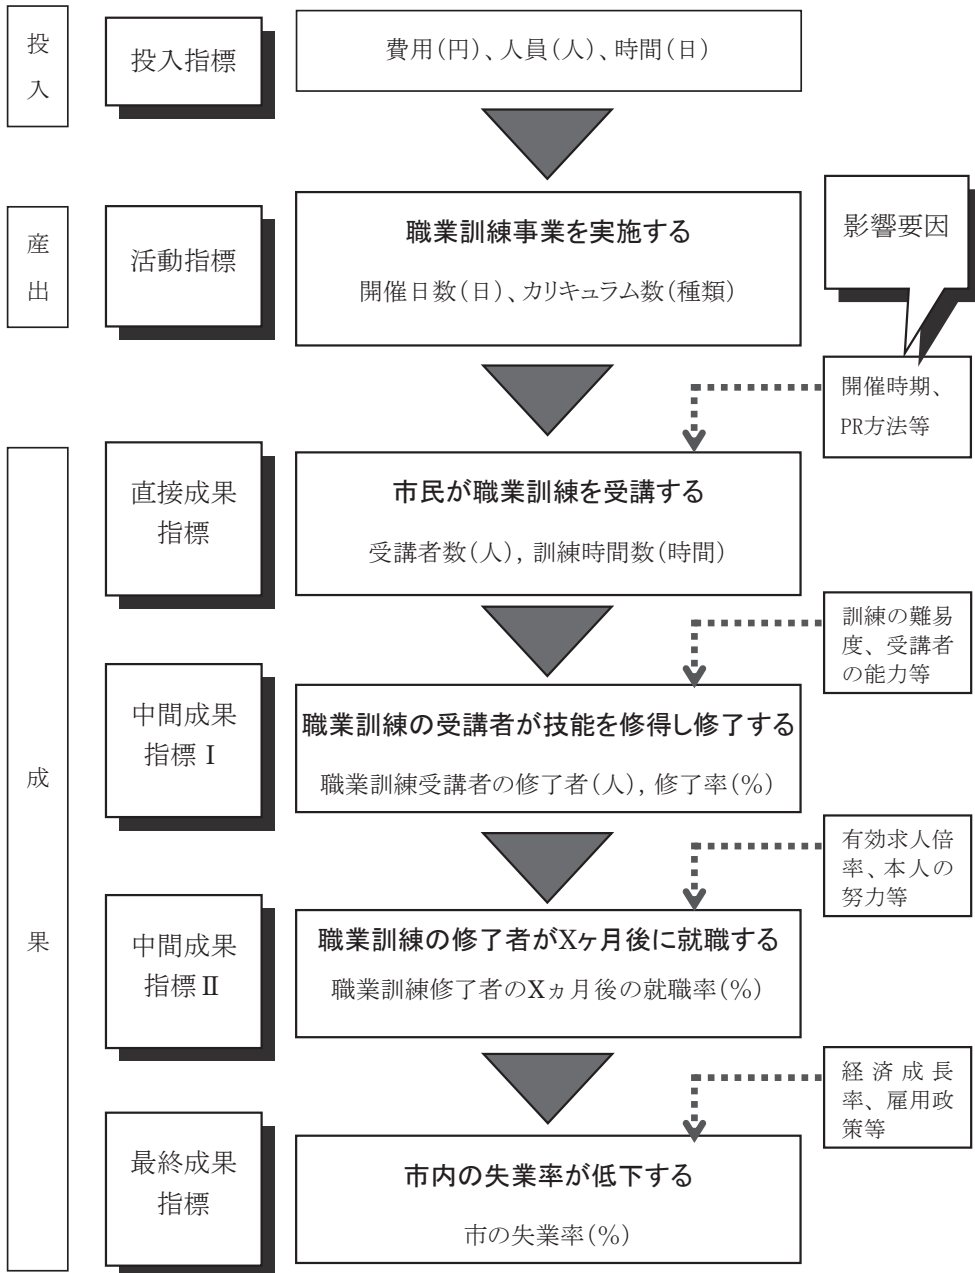 投
入
投入指標
費用(円)、人員(人)、時間(日)
産
出
活動指標
職業訓練事業を実施する
開催日数(日)、カリキュラム数(種類)
影響要因
開催時期、
PR方法等
成
果
直接成果
指標
市民が職業訓練を受講する
受講者数(人), 訓練時間数(時間)
訓練の難易
度、受講者
の能力等
中間成果
指標Ⅰ
職業訓練の受講者が技能を修得し修了する
職業訓練受講者の修了者(人), 修了率(%)
有効求人倍
率、本人の
努力等
中間成果
指標Ⅱ
職業訓練の修了者がXヶ月後に就職する
職業訓練修了者のXヵ月後の就職率(%)
経済成長
率、雇用政
策等
最終成果
指標
市内の失業率が低下する
市の失業率(%)